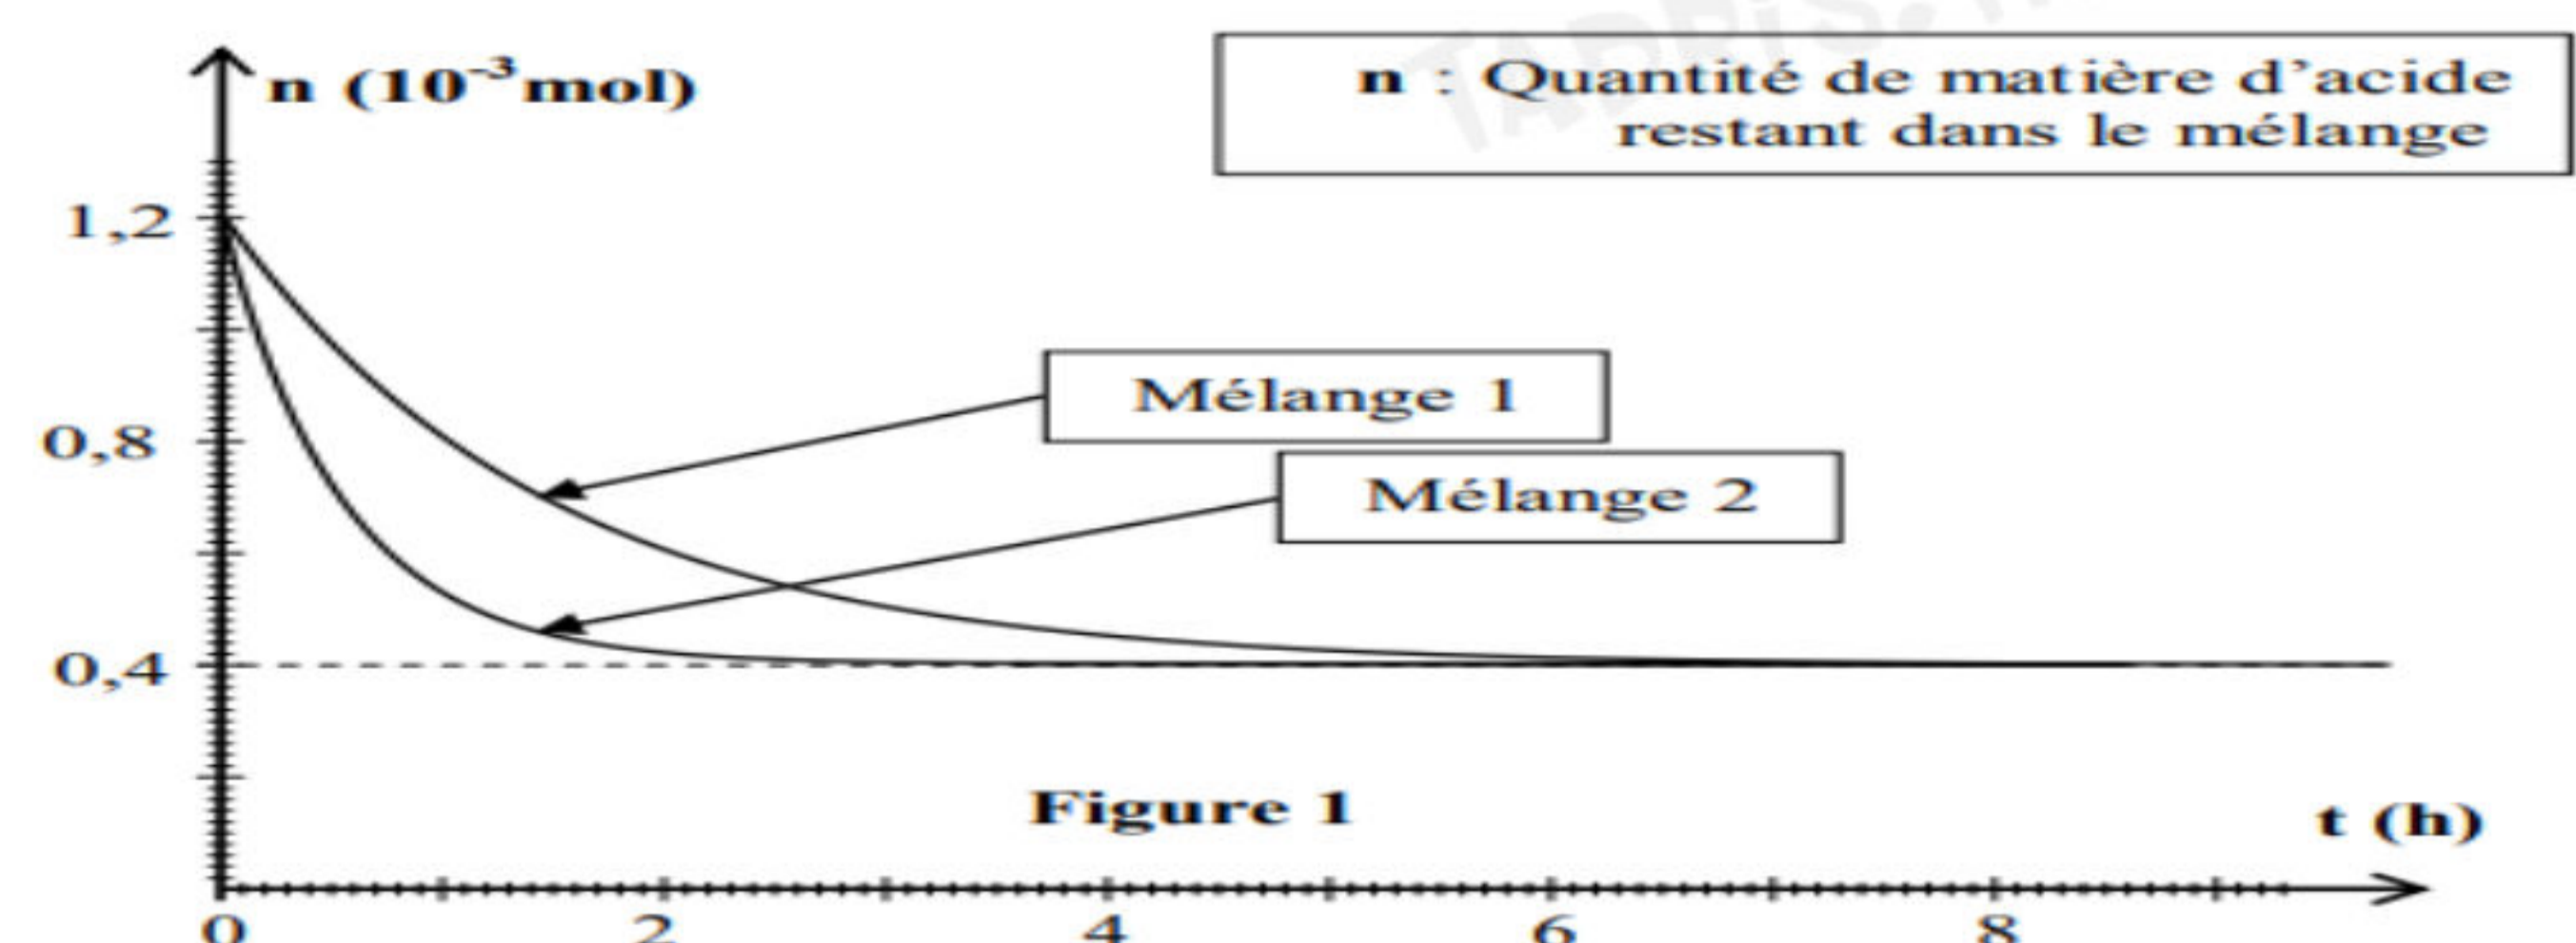 n (10⁻³mol)
n : Quantité de matière d'acide
restant dans le mélange
1,2
Mélange 1
0,8
Mélange 2
0,4
Figure 1
t (h)
0 2 4 6 8